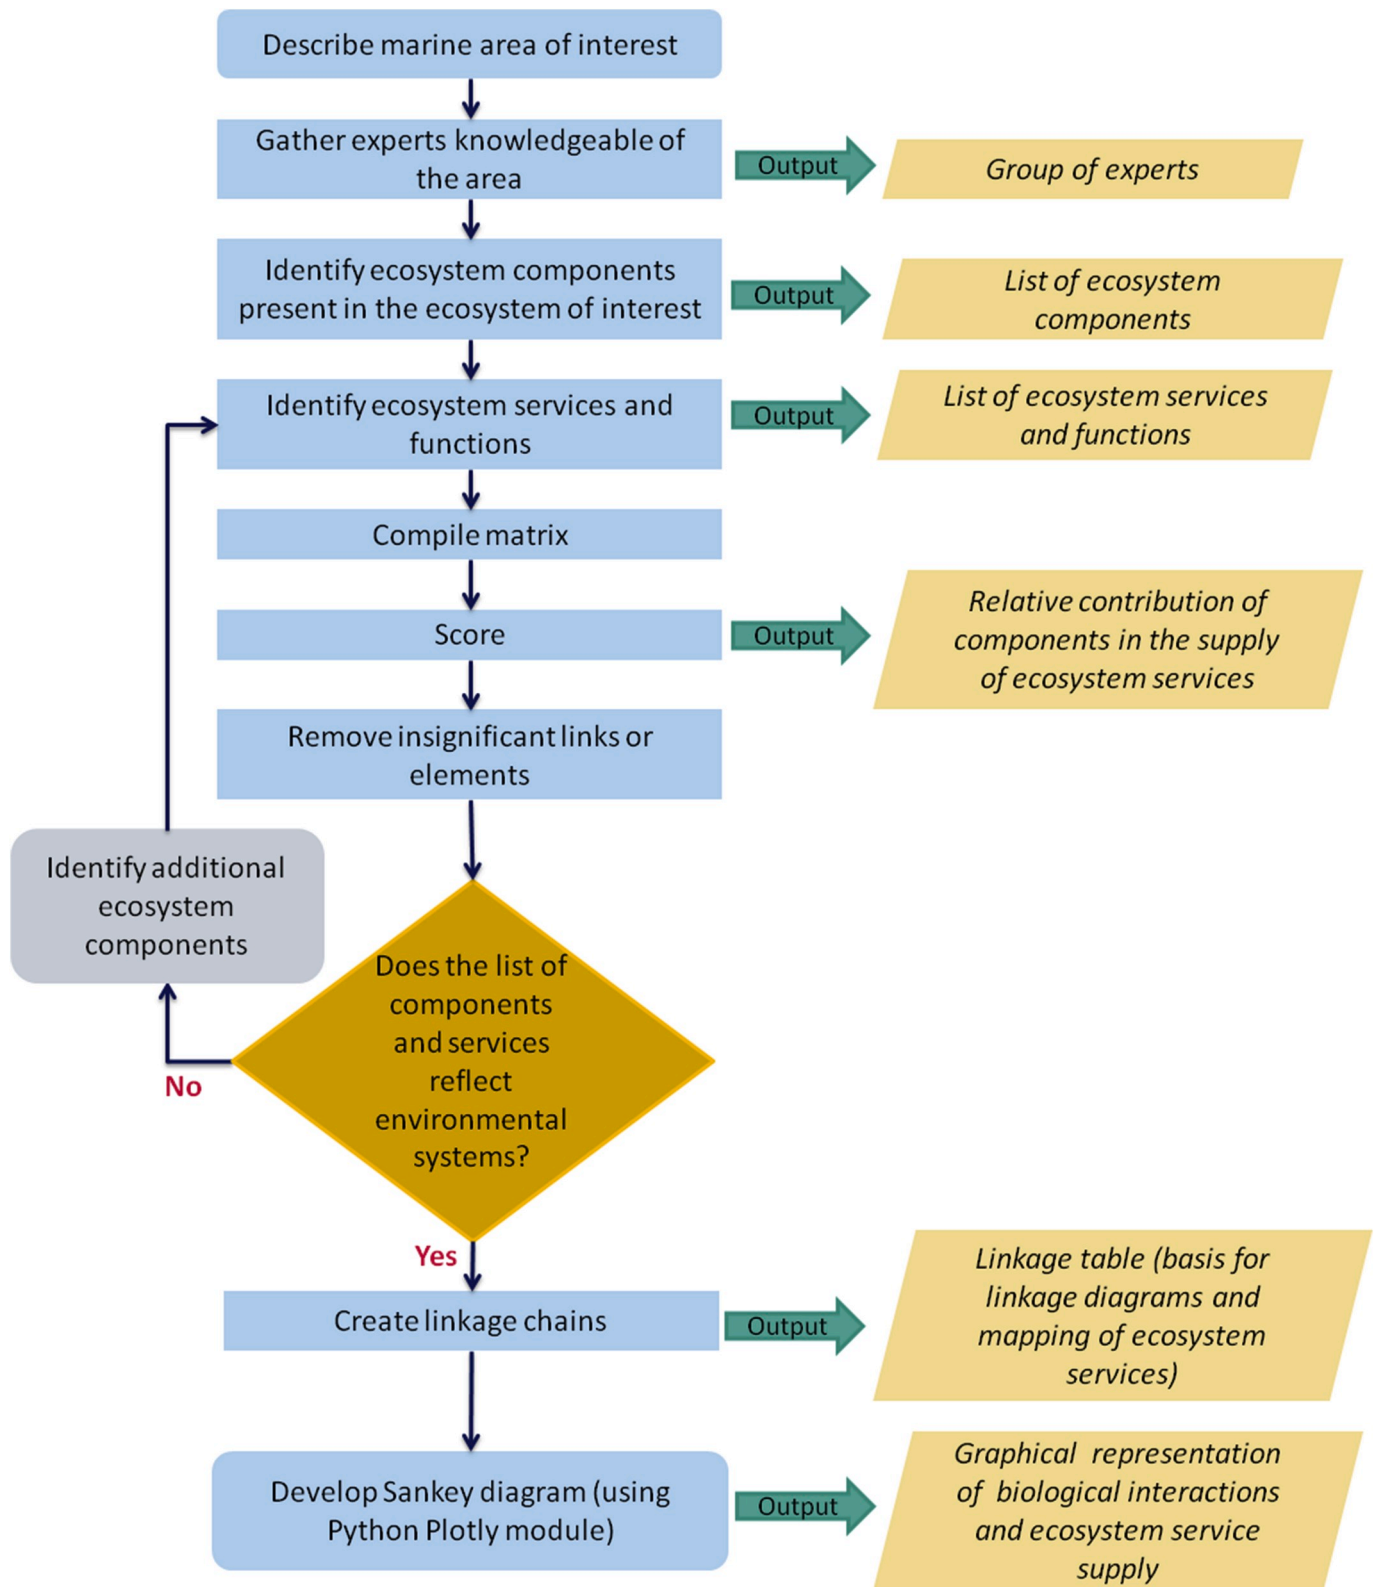 Describe marine area of interest
Gather experts knowledgeable of
the area
Output
Group of experts
Identify ecosystem components
present in the ecosystem of interest
Output
List of ecosystem
components
Identify ecosystem services and
functions
Output
List of ecosystem services
and functions
Compile matrix
Score
Output
Relative contribution of
components in the supply
of ecosystem services
Remove insignificant links or
elements
Identify additional
ecosystem
components
Does the list of
components
and services
reflect
environmental
systems?
No
Yes
Create linkage chains
Output
Linkage table (basis for
linkage diagrams and
mapping of ecosystem
services)
Develop Sankey diagram (using
Python Plotly module)
Output
Graphical representation
of biological interactions
and ecosystem service
supply